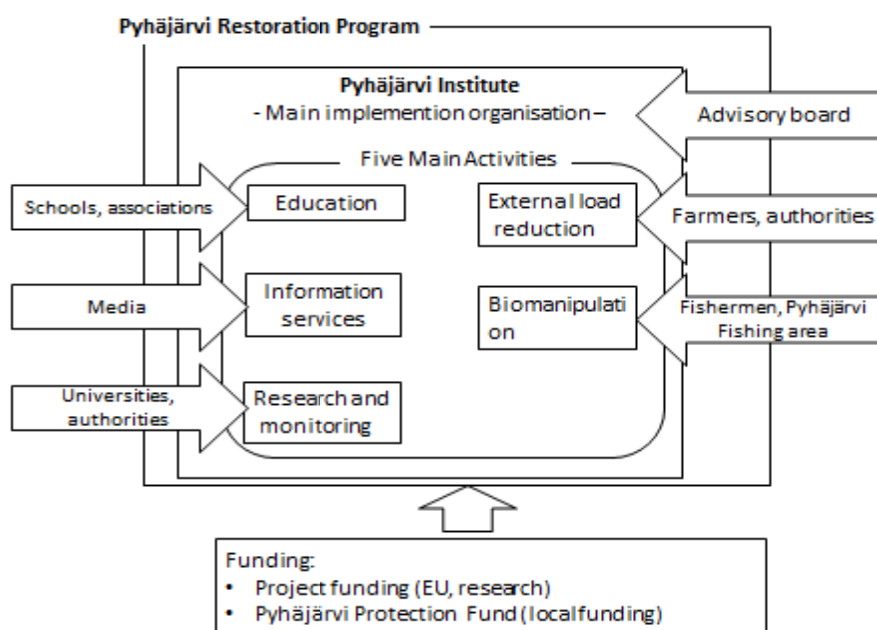 Pyhäjärvi Restoration Program
Pyhäjärvi Institute
- Main implemention organisation –
Advisory board
Five Main Activities
Schools, associations
Education
External load
reduction
Farmers, authorities
Media
Information
services
Biomanipulati
on
Fishermen, Pyhäjärvi
Fishing area
Universities,
authorities
Research and
monitoring
Funding:
• Project funding (EU, research)
• Pyhäjärvi Protection Fund (local funding)